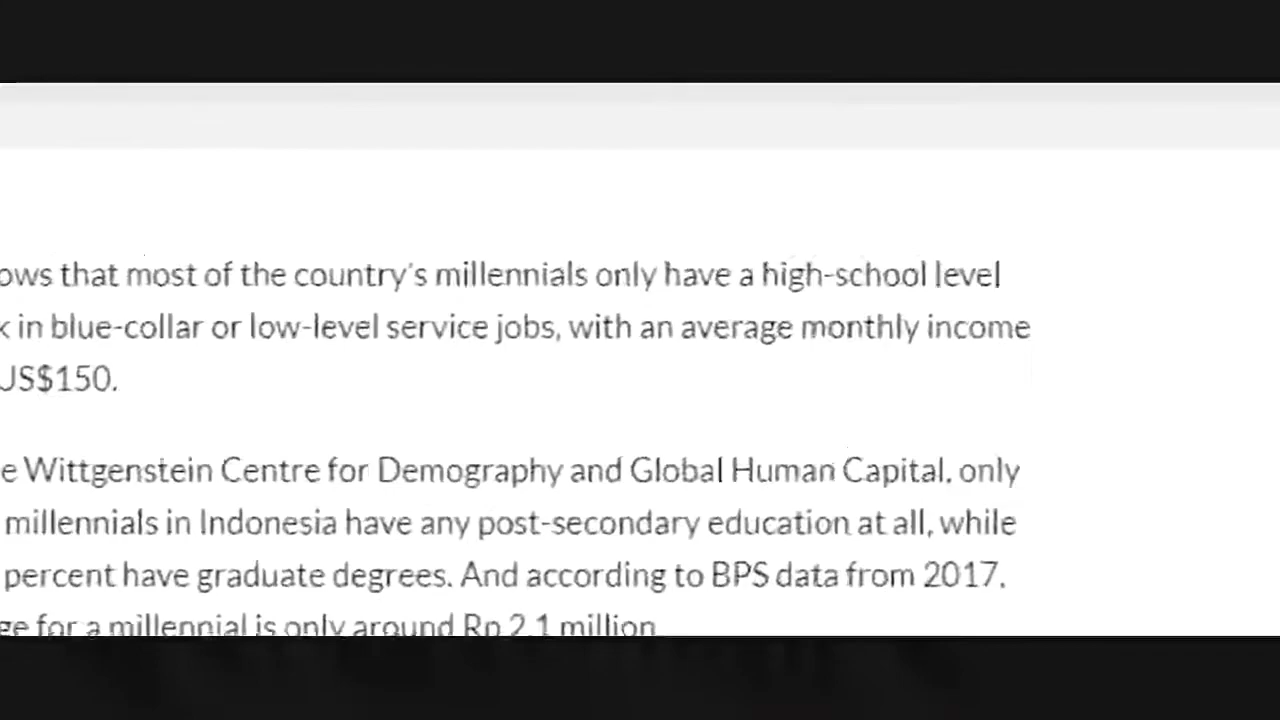 that most of the country's millennials only have a high-school level
in blue-collar or low-level service jobs, with an average monthly income
US$150.
Wittgenstein Centre for Demography and Global Human Capital, only
millennials in Indonesia have any post-secondary education at all, while
percent have graduate degrees. And according to BPS data from 2017,
for a millennial is only around Rp 2.1 million